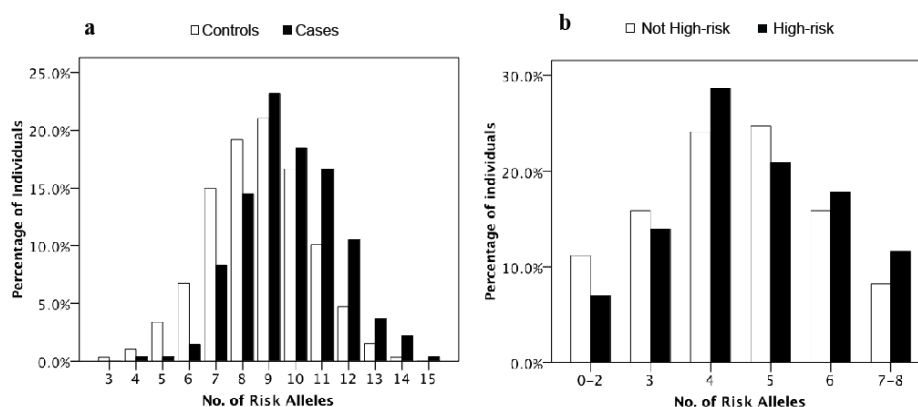 a
Controls Cases
25.0%
20.0%
15.0%
10.0%
5.0%
0.0%
Percentage of Individuals
3 4 5 6 7 8 9 10 11 12 13 14 15
No. of Risk Alleles
b
Not High-risk High-risk
30.0%
20.0%
10.0%
0.0%
Percentage of individuals
0-2 3 4 5 6 7-8
No. of Risk Alleles